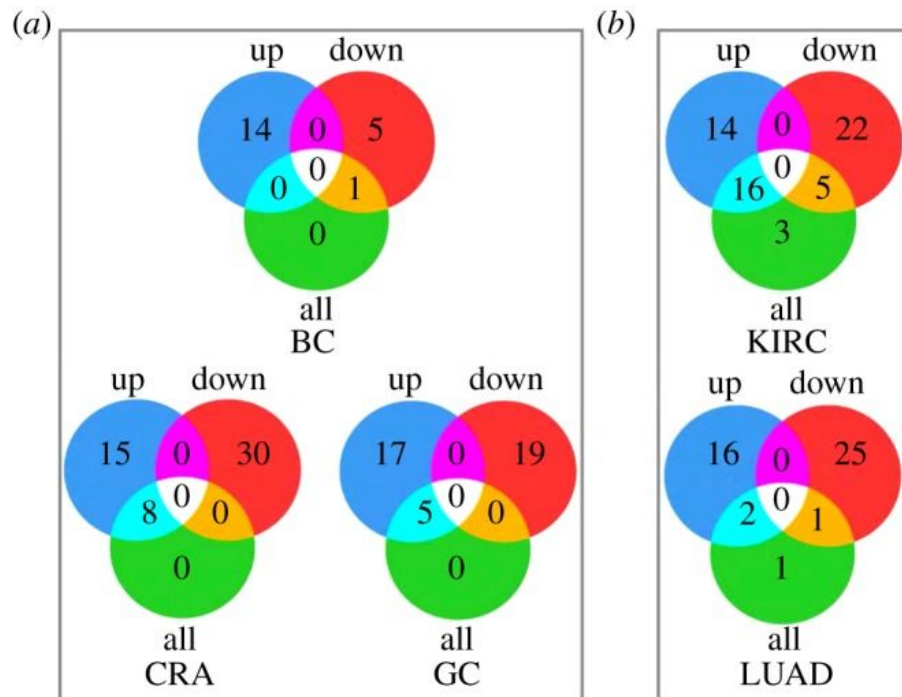 (a)
up down
14 0 5
0
0 1
0
all
BC
up down
15 0 30
0
8 0
0
all
CRA
up down
17 0 19
0
5 0
0
all
GC
(b)
up down
14 0 22
0
16 5
3
all
KIRC
up down
16 0 25
0
2 1
1
all
LUAD